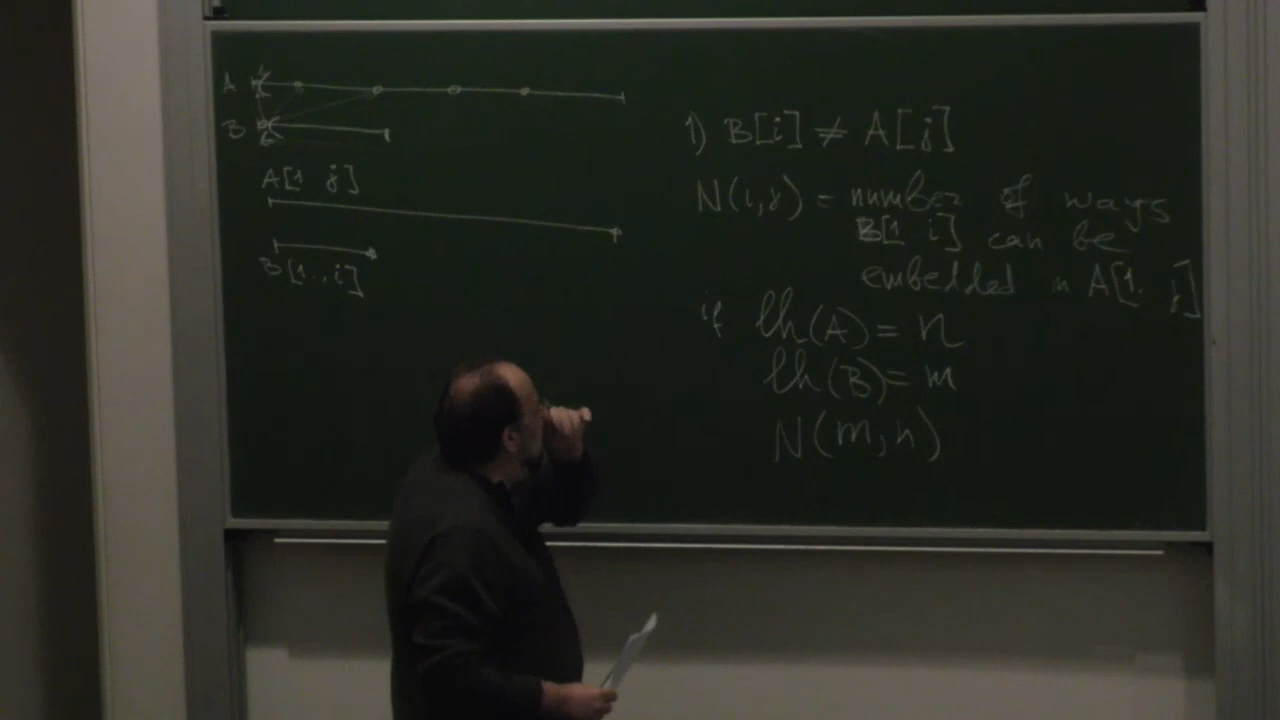 A
B
A[1 j]
B[1..i]
1) B[i] ≠ A[j]
N(i,j) = number of ways
B[1 i] can be
embedded in A[1. j]
if lh(A) = n
lh(B) = m
N(m,n)